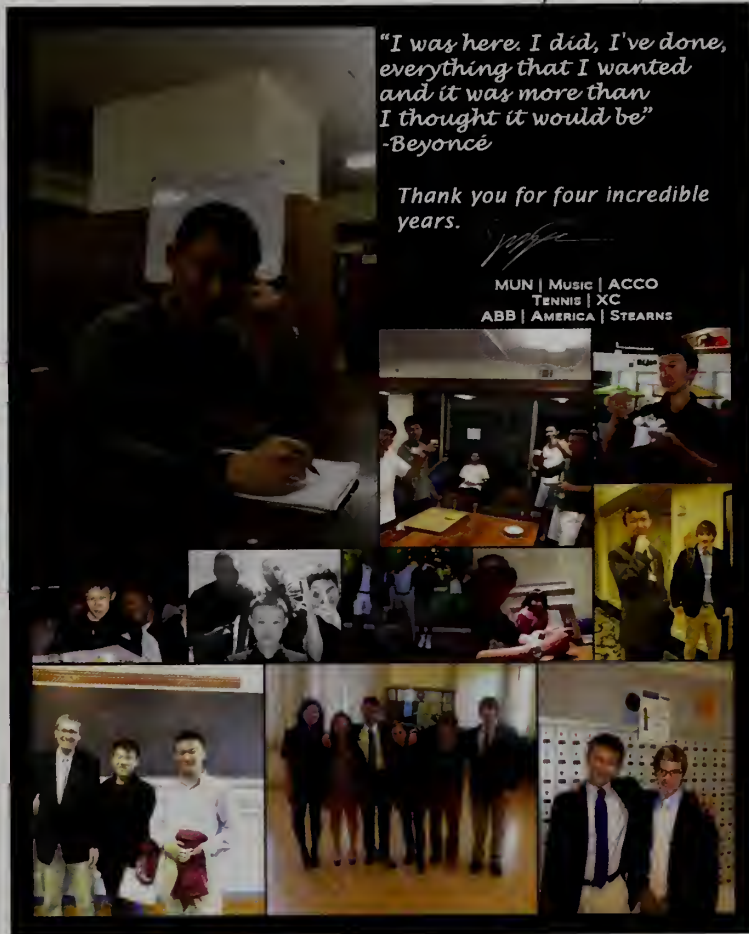 “I was here. I did, I've done,
everything that I wanted
and it was more than
I thought it would be”
-Beyoncé
Thank you for four incredible
years.
MUN | Music | ACCO
Tennis | XC
ABB | America | Stearns